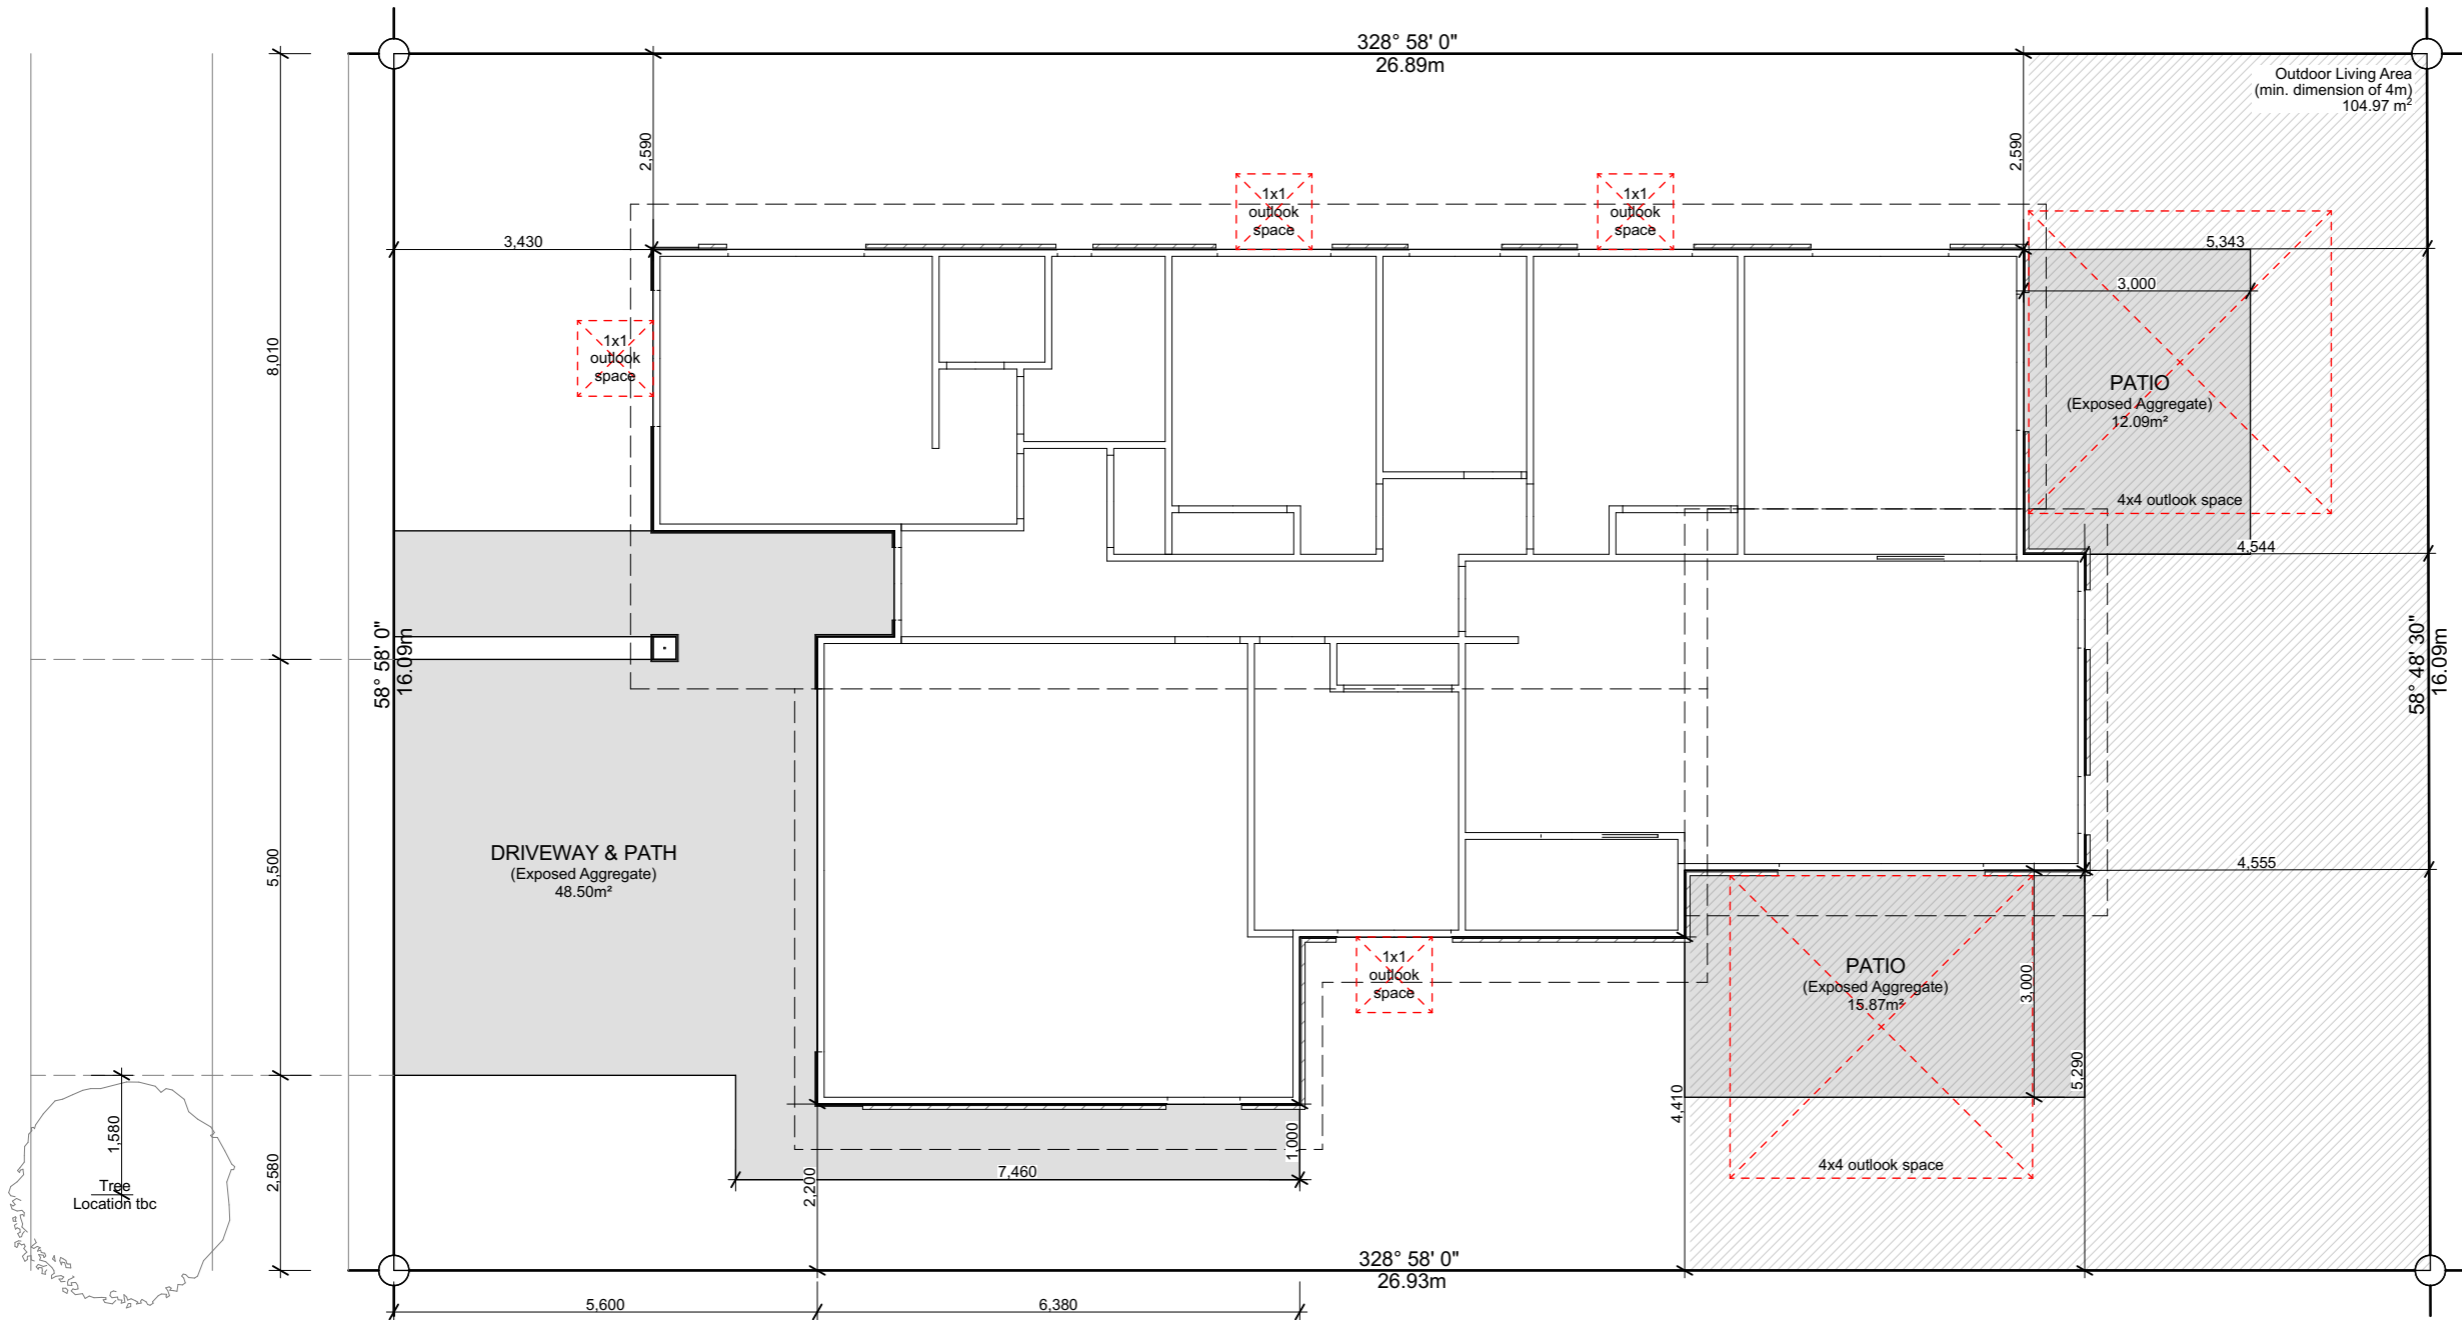 328° 58' 0"
26.89m
Outdoor Living Area
(min. dimension of 4m)
104.97 m²
2,590
2,590
1x1
outlook
space
1x1
outlook
space
3,430
5,343
3,000
8,010
1x1
outlook
space
PATIO
(Exposed Aggregate)
12.09m²
4x4 outlook space
4,544
58° 58' 0"
16.09m
58° 48' 30"
16.09m
5,500
DRIVEWAY & PATH
(Exposed Aggregate)
48.50m²
4,555
1x1
outlook
space
PATIO
(Exposed Aggregate)
15.87m²
3,000
5,290
4,410
1,580
1,000
2,580
7,460
2,200
4x4 outlook space
Tree
Location tbc
328° 58' 0"
26.93m
5,600
6,380